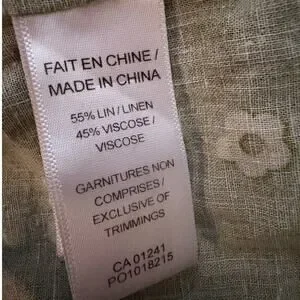 FAIT EN CHINE /
MADE IN CHINA
55% LIN / LINEN
45% VISCOSE /
VISCOSE
GARNITURES NON
COMPRISES /
EXCLUSIVE OF
TRIMMINGS
CA 01241
PO1018215